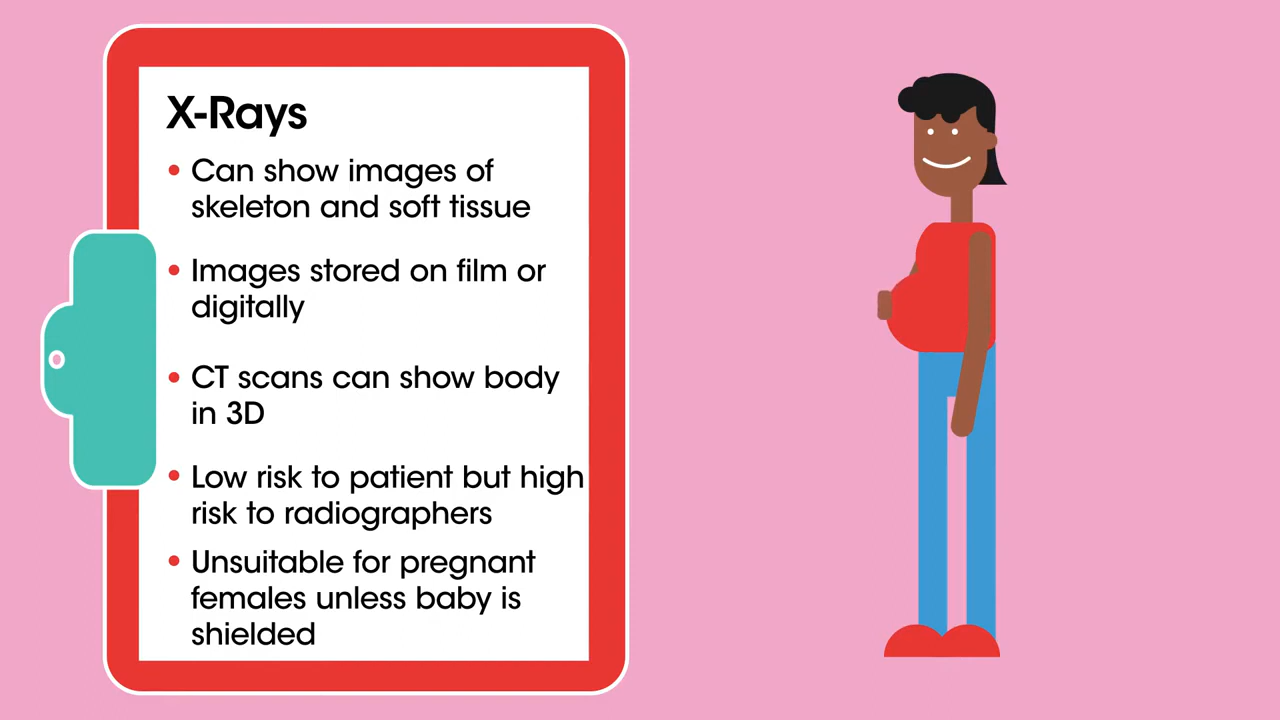 X-Rays
• Can show images of
skeleton and soft tissue
• Images stored on film or
digitally
• CT scans can show body
in 3D
• Low risk to patient but high
risk to radiographers
• Unsuitable for pregnant
females unless baby is
shielded